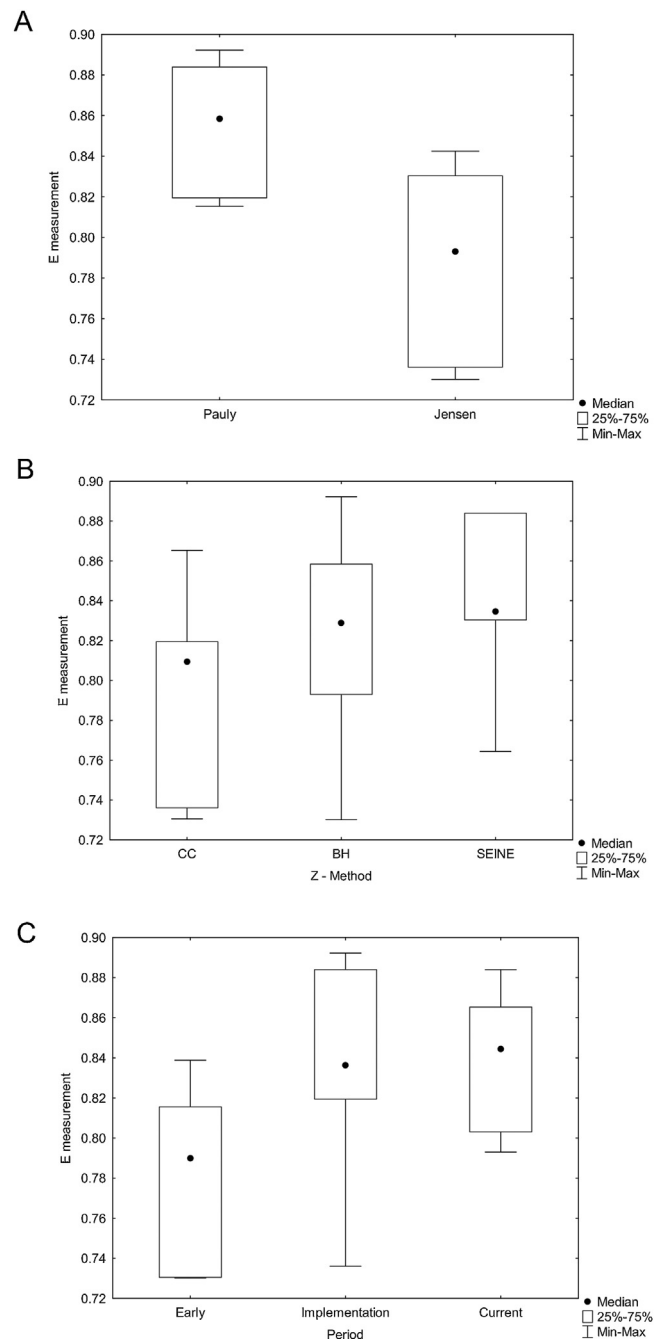 A
0.90
0.88
0.86
0.84
0.82
0.80
0.78
0.76
0.74
0.72
E measurement
Pauly Jensen
Median
25%-75%
Min-Max
B
0.90
0.88
0.86
0.84
0.82
0.80
0.78
0.76
0.74
0.72
E measurement
CC BH SEINE
Z - Method
Median
25%-75%
Min-Max
C
0.90
0.88
0.86
0.84
0.82
0.80
0.78
0.76
0.74
0.72
E measurement
Early Implementation Current
Period
Median
25%-75%
Min-Max